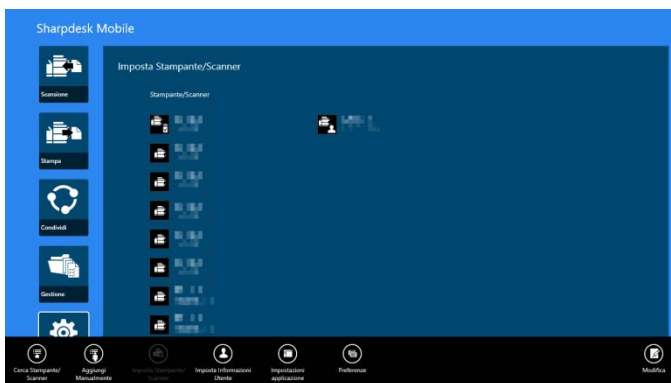 Sharpdesk Mobile
Imposta Stampante/Scanner
Stampante/Scanner
Scansione
Stampa
Condividi
Gestione
Cerca Stampante/
Scanner
Aggiungi
Manualmente
Imposta Stampante/
Scanner
Imposta Informazioni
Utente
Impostazioni
applicazione
Preferenze
Modifica